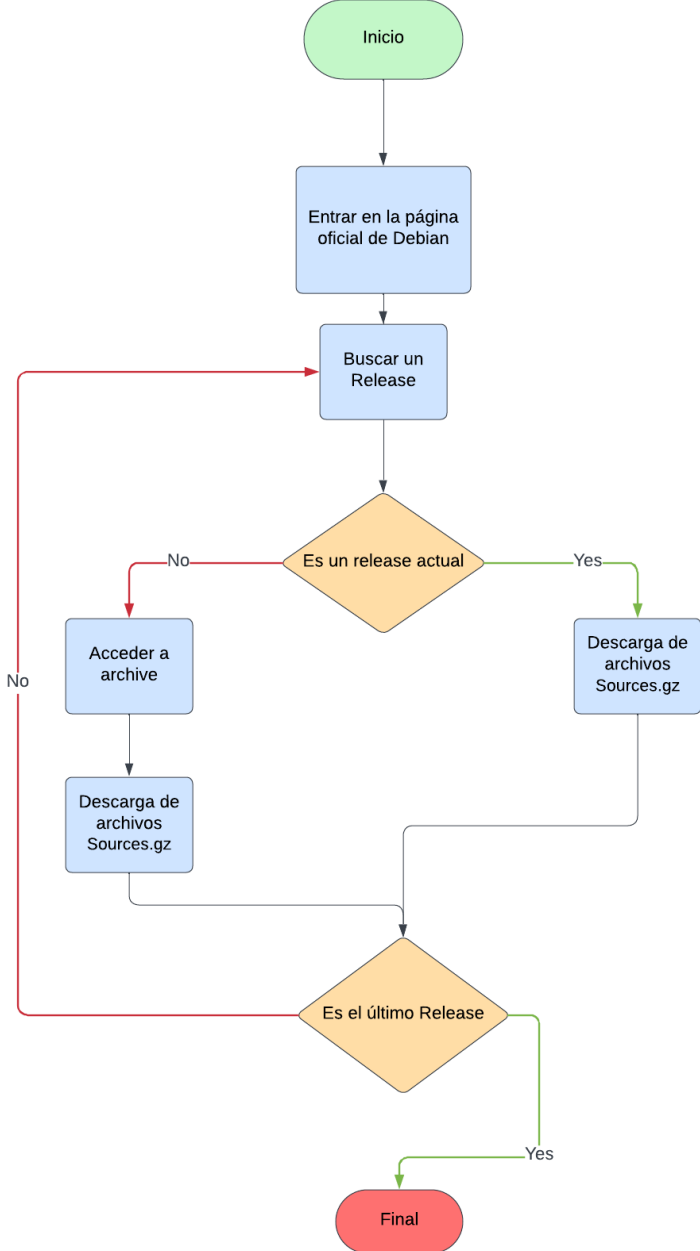 Inicio
Entrar en la página
oficial de Debian
Buscar un
Release
Es un release actual
No
Yes
Acceder a
archive
Descarga de
archivos
Sources.gz
No
Descarga de
archivos
Sources.gz
Es el último Release
Yes
Final